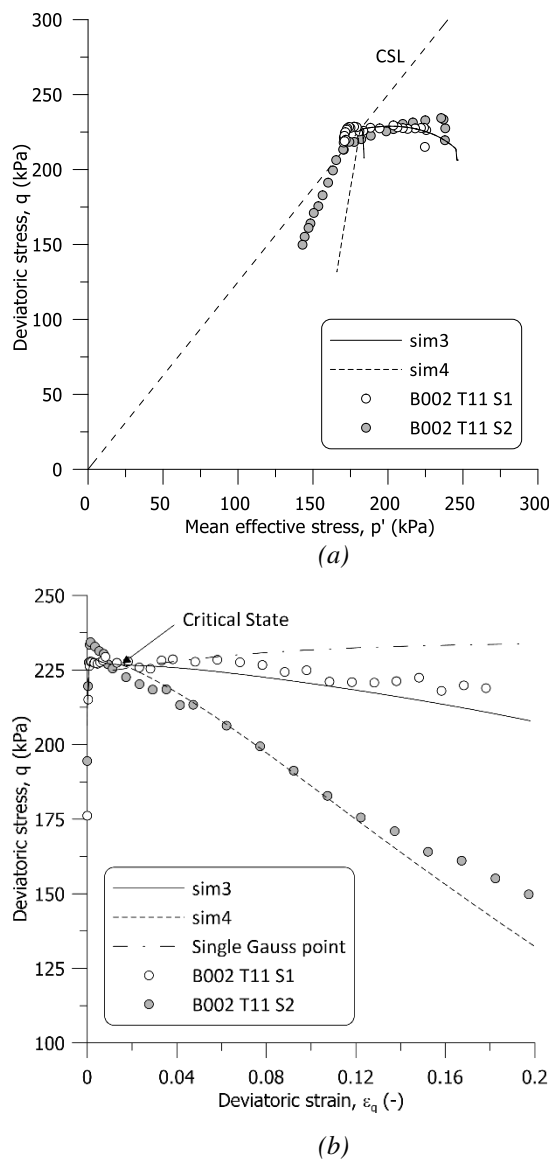 300
250
200
150
100
50
0
Deviatoric stress, q (kPa)
CSL
sim3
sim4
B002 T11 S1
B002 T11 S2
0 50 100 150 200 250 300
Mean effective stress, p' (kPa)
(a)
250
225
200
175
150
125
100
Deviatoric stress, q (kPa)
Critical State
sim3
sim4
Single Gauss point
B002 T11 S1
B002 T11 S2
0 0.04 0.08 0.12 0.16 0.2
Deviatoric strain, εq (-)
(b)